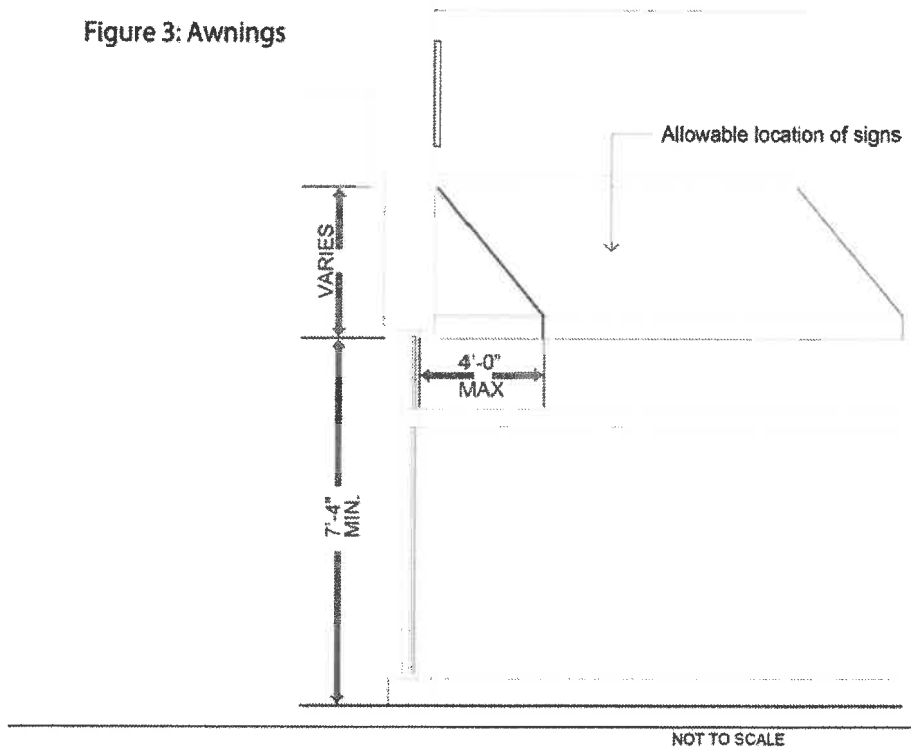 Figure 3: Awnings
Allowable location of signs
VARIES
4'-0"
MAX
7'-4"
MIN.
NOT TO SCALE